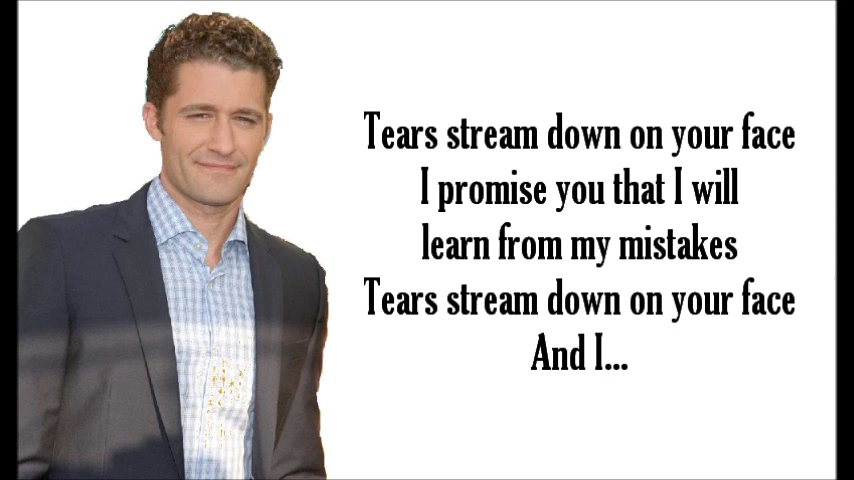 Tears stream down on your face
I promise you that I will
learn from my mistakes
Tears stream down on your face
And I...